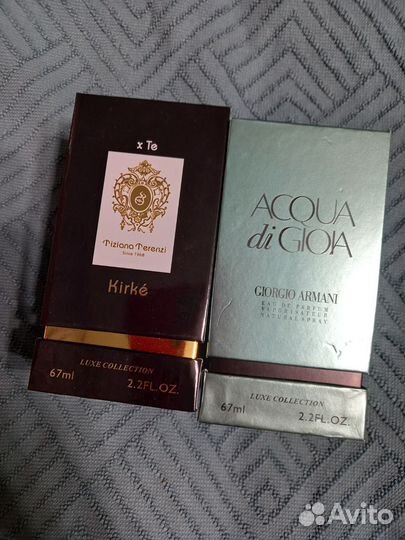 x Te
S
Tiziana Terenzi
Since 1968
Kirké
LUXE COLLECTION
67ml 2.2FL.OZ.
ACQUA
di GIOIA
GIORGIO ARMANI
EAU DE PARFUM
VAPORISATEUR
NATURAL SPRAY
LUXE COLLECTION
67ml 2.2FL.OZ.
Avito